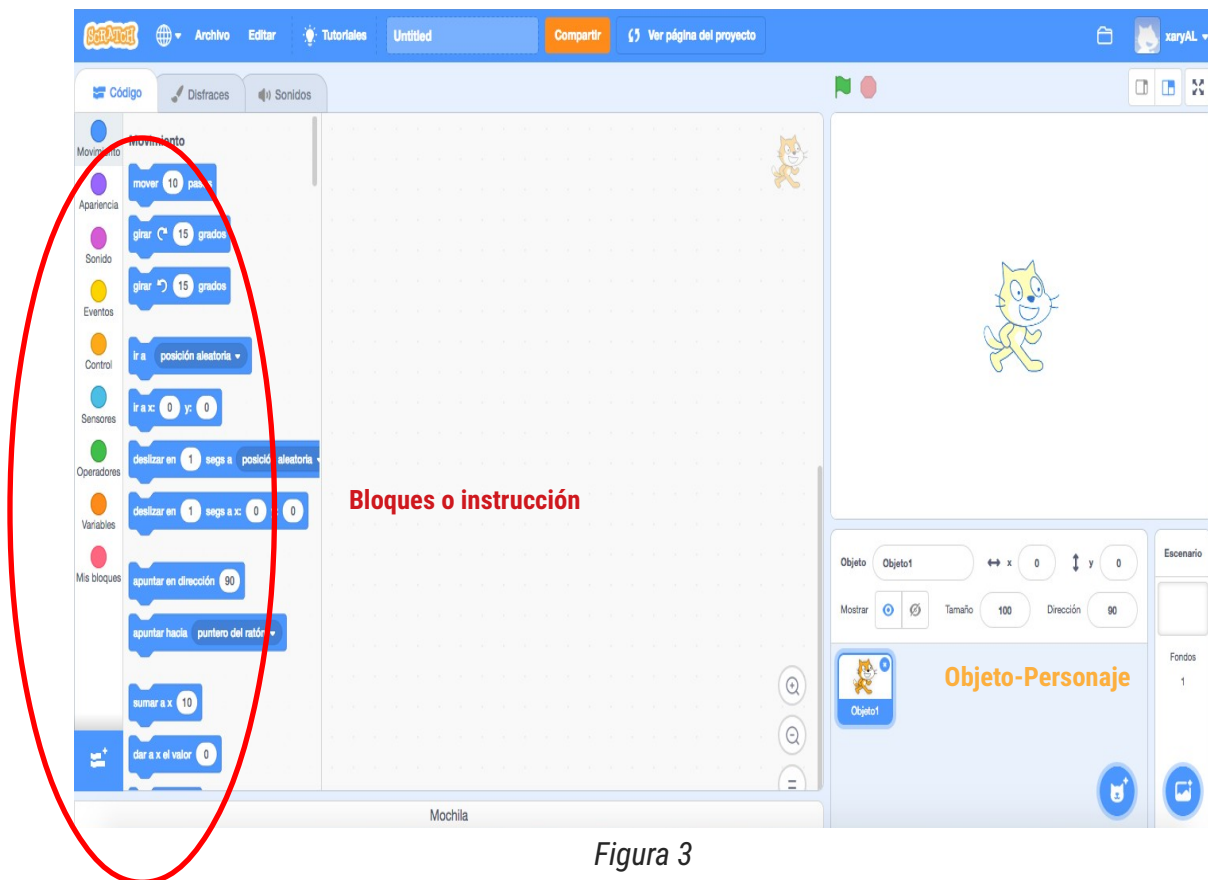 SCRATCH Archivo Editar Tutoriales Untitled Compartir Ver página del proyecto xaryAL
Código Disfraces Sonidos
Movimiento
Apariencia
Sonido
Eventos
Control
Sensores
Operadores
Variables
Mis bloques
Movimiento
mover 10 pasos
girar 15 grados
girar 15 grados
ir a posición aleatoria
ir a x: 0 y: 0
deslizar en 1 segs a posición aleatoria
deslizar en 1 segs a x: 0 y: 0
apuntar en dirección 90
apuntar hacia puntero del ratón
sumar a x 10
dar a x el valor 0
Bloques o instrucción
Objeto Objeto1 x 0 y 0
Mostrar Tamaño 100 Dirección 90
Objeto1
Objeto-Personaje
Escenario
Fondos
1
Mochila
Figura 3